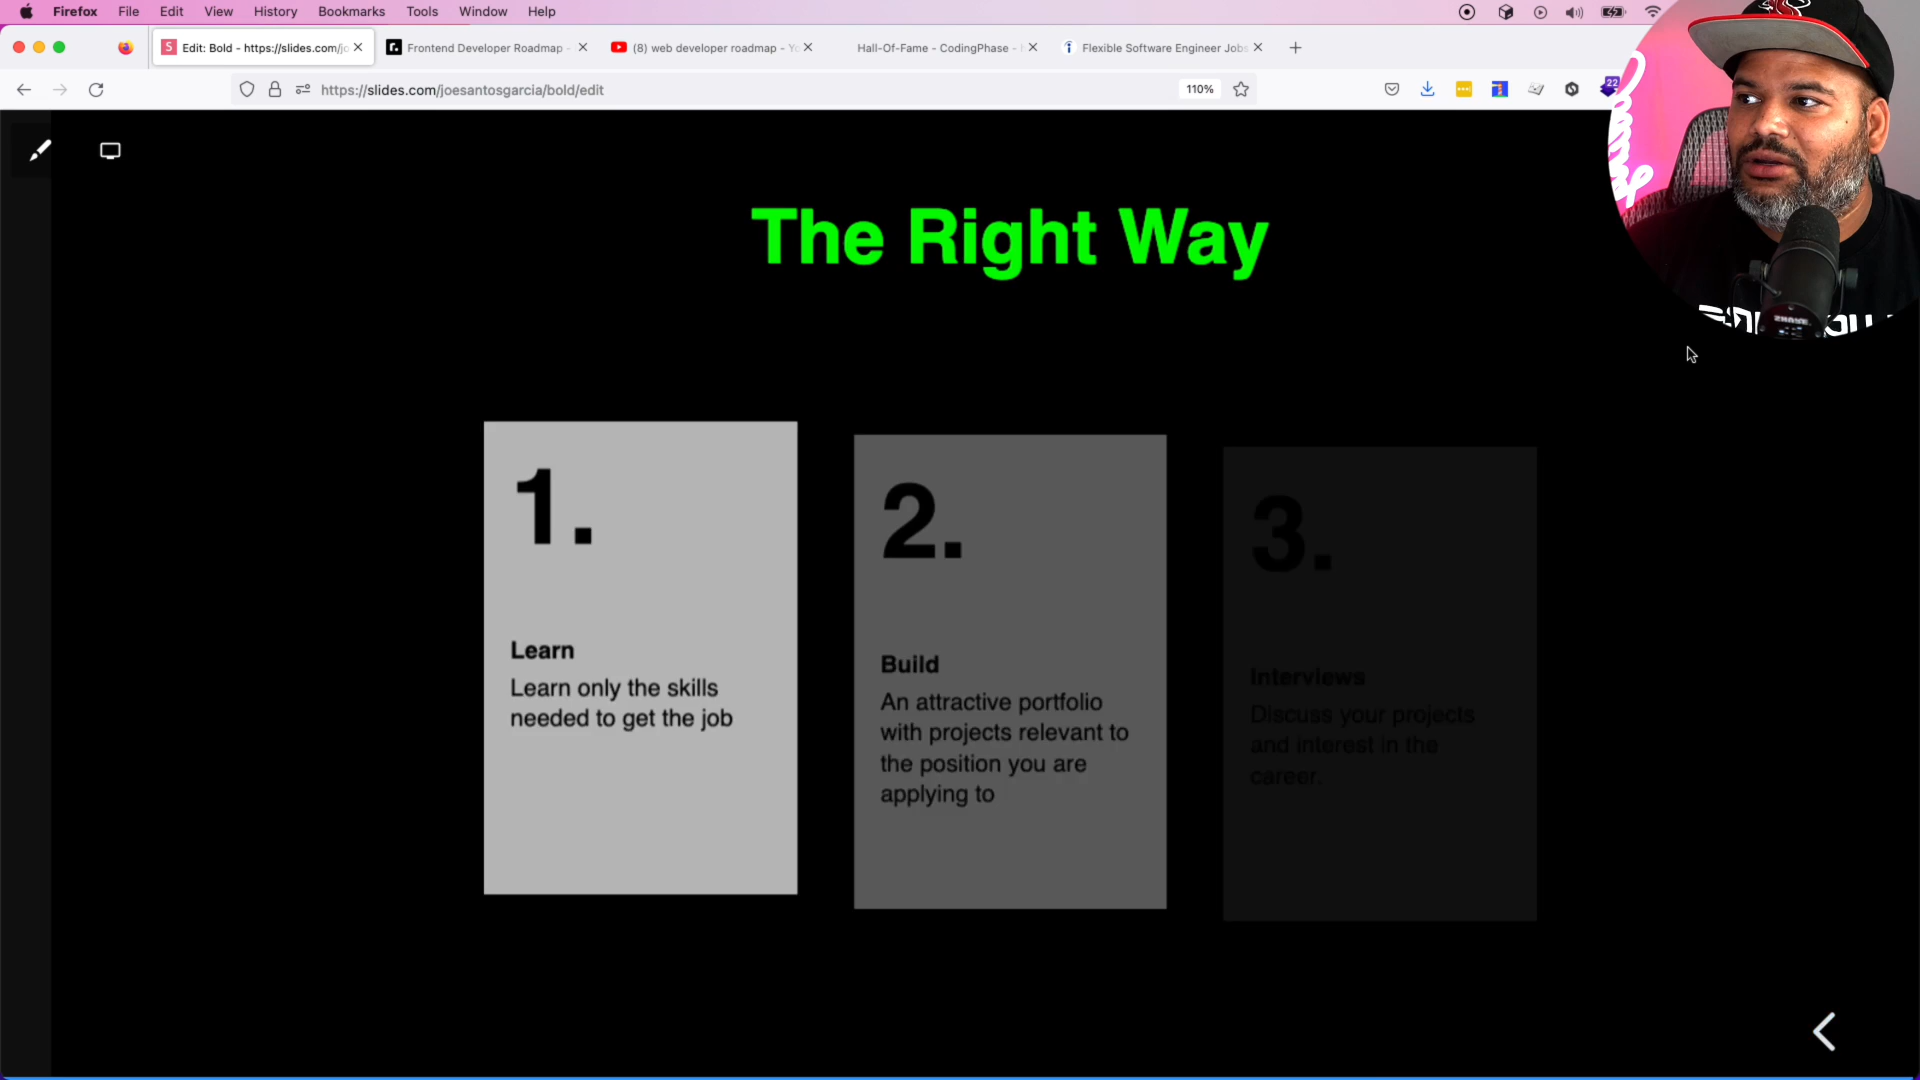 Firefox File Edit View History Bookmarks Tools Window Help
Edit: Bold - https://slides.com/jo
Frontend Developer Roadmap -
(8) web developer roadmap - Yo
Hall-Of-Fame - CodingPhase -
Flexible Software Engineer Jobs
https://slides.com/joesantosgarcia/bold/edit
110%
22
The Right Way
1.
Learn
Learn only the skills
needed to get the job
2.
Build
An attractive portfolio
with projects relevant to
the position you are
applying to
3.
Interviews
Discuss your projects
and interest in the
career.